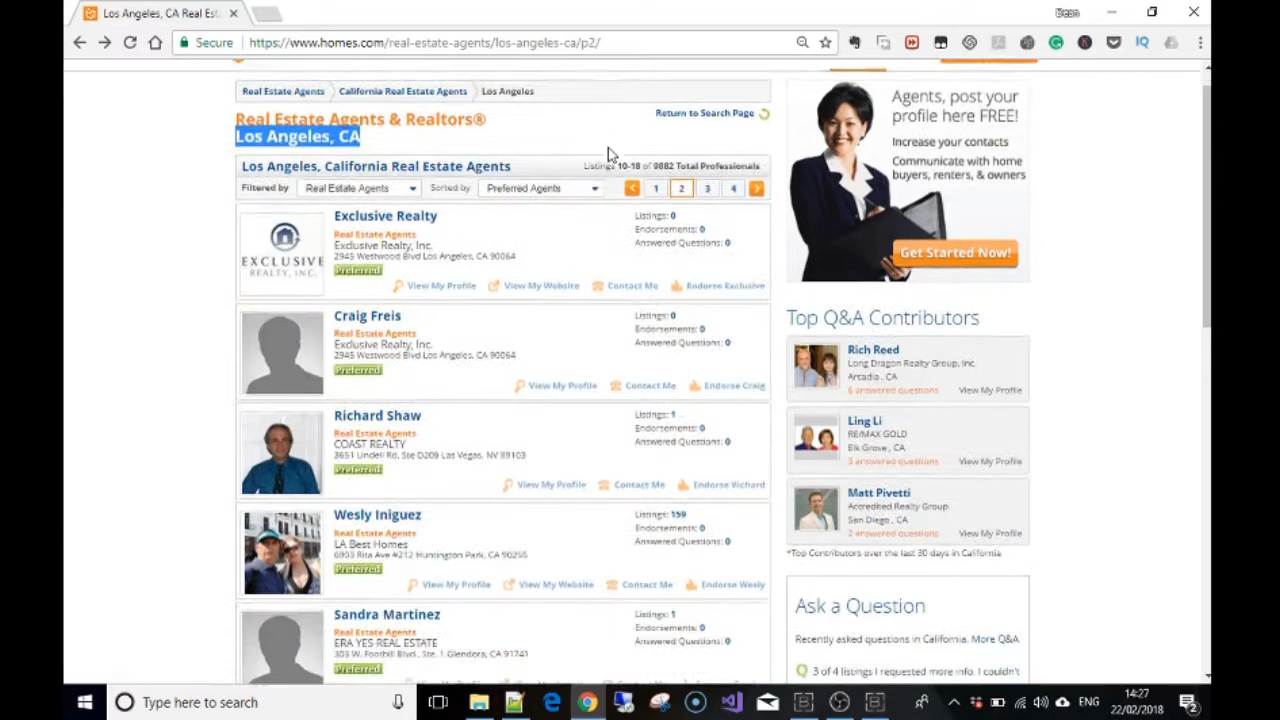 Los Angeles, CA Real Est
Dean
Secure
https://www.homes.com/real-estate-agents/los-angeles-ca/p2/
Real Estate Agents
California Real Estate Agents
Los Angeles
Real Estate Agents & Realtors®
Return to Search Page
Los Angeles, CA
Los Angeles, California Real Estate Agents
Listings 10-18 of 9882 Total Professionals
Filtered by Real Estate Agents Sorted by Preferred Agents 1 2 3 4
Exclusive Realty
Real Estate Agents
Exclusive Realty, Inc.
2945 Westwood Blvd Los Angeles, CA 90064
Preferred
Listings: 0
Endorsements: 0
Answered Questions: 0
EXCLUSIVE
REALTY, INC.
View My Profile View My Website Contact Me Endorse Exclusive
Craig Freis
Real Estate Agents
Exclusive Realty, Inc.
2945 Westwood Blvd Los Angeles, CA 90064
Preferred
Listings: 0
Endorsements: 0
Answered Questions: 0
View My Profile Contact Me Endorse Craig
Richard Shaw
Real Estate Agents
COAST REALTY
3651 Lindell Rd, Ste D209 Las Vegas, NV 89103
Preferred
Listings: 1
Endorsements: 0
Answered Questions: 0
View My Profile Contact Me Endorse Richard
Wesly Iniguez
Real Estate Agents
LA Best Homes
6903 Rita Ave #212 Huntington Park, CA 90255
Preferred
Listings: 159
Endorsements: 0
Answered Questions: 0
View My Profile View My Website Contact Me Endorse Wesly
Sandra Martinez
Real Estate Agents
ERA YES REAL ESTATE
303 W. Foothill Blvd., Ste. 1 Glendora, CA 91741
Preferred
Listings: 1
Endorsements: 0
Answered Questions: 0
Agents, post your
profile here FREE!
Increase your contacts
Communicate with home
buyers, renters, & owners
Get Started Now!
Top Q&A Contributors
Rich Reed
Long Dragon Realty Group, Inc.
Arcadia , CA
6 answered questions View My Profile
Ling Li
RE/MAX GOLD
Elk Grove , CA
3 answered questions View My Profile
Matt Pivetti
Accredited Realty Group
San Diego , CA
2 answered questions View My Profile
*Top Contributors over the last 30 days in California
Ask a Question
Recently asked questions in California. More Q&A
Q 3 of 4 listings I requested more info. I couldn't
Type here to search
ENG
14:27
22/02/2018
2